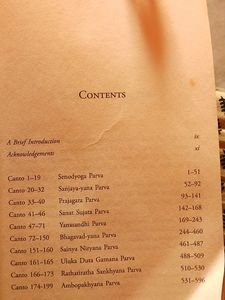 CONTENTS
A Brief Introduction ix
Acknowledgements xi
Canto 1–19 Senodyoga Parva 1–51
Canto 20–32 Sanjaya-yana Parva 52–92
Canto 33–40 Prajagara Parva 93–141
Canto 41–46 Sanat Sujata Parva 142–168
Canto 47–71 Yanasandhi Parva 169–243
Canto 72–150 Bhagavad-yana Parva 244–460
Canto 151–160 Sainya Niryana Parva 461–487
Canto 161–165 Uluka Duta Gamana Parva 488–509
Canto 166–173 Rathatiratha Sankhyana Parva 510–530
Canto 174-199 Ambopakhyana Parva 531–596